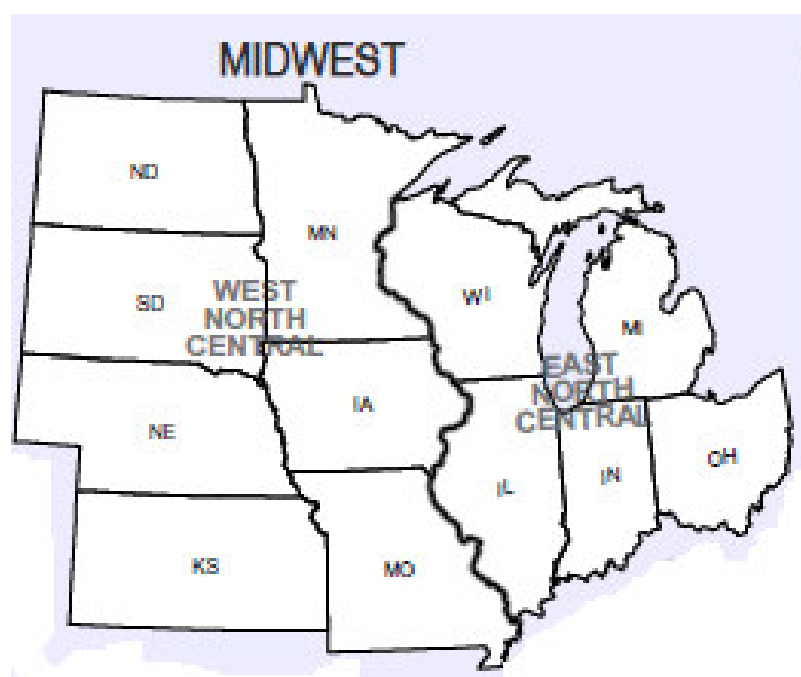 MIDWEST
ND
MN
SD
WEST
NORTH
CENTRAL
WI
MI
EAST
NORTH
CENTRAL
IA
NE
IL
IN
OH
KS
MO